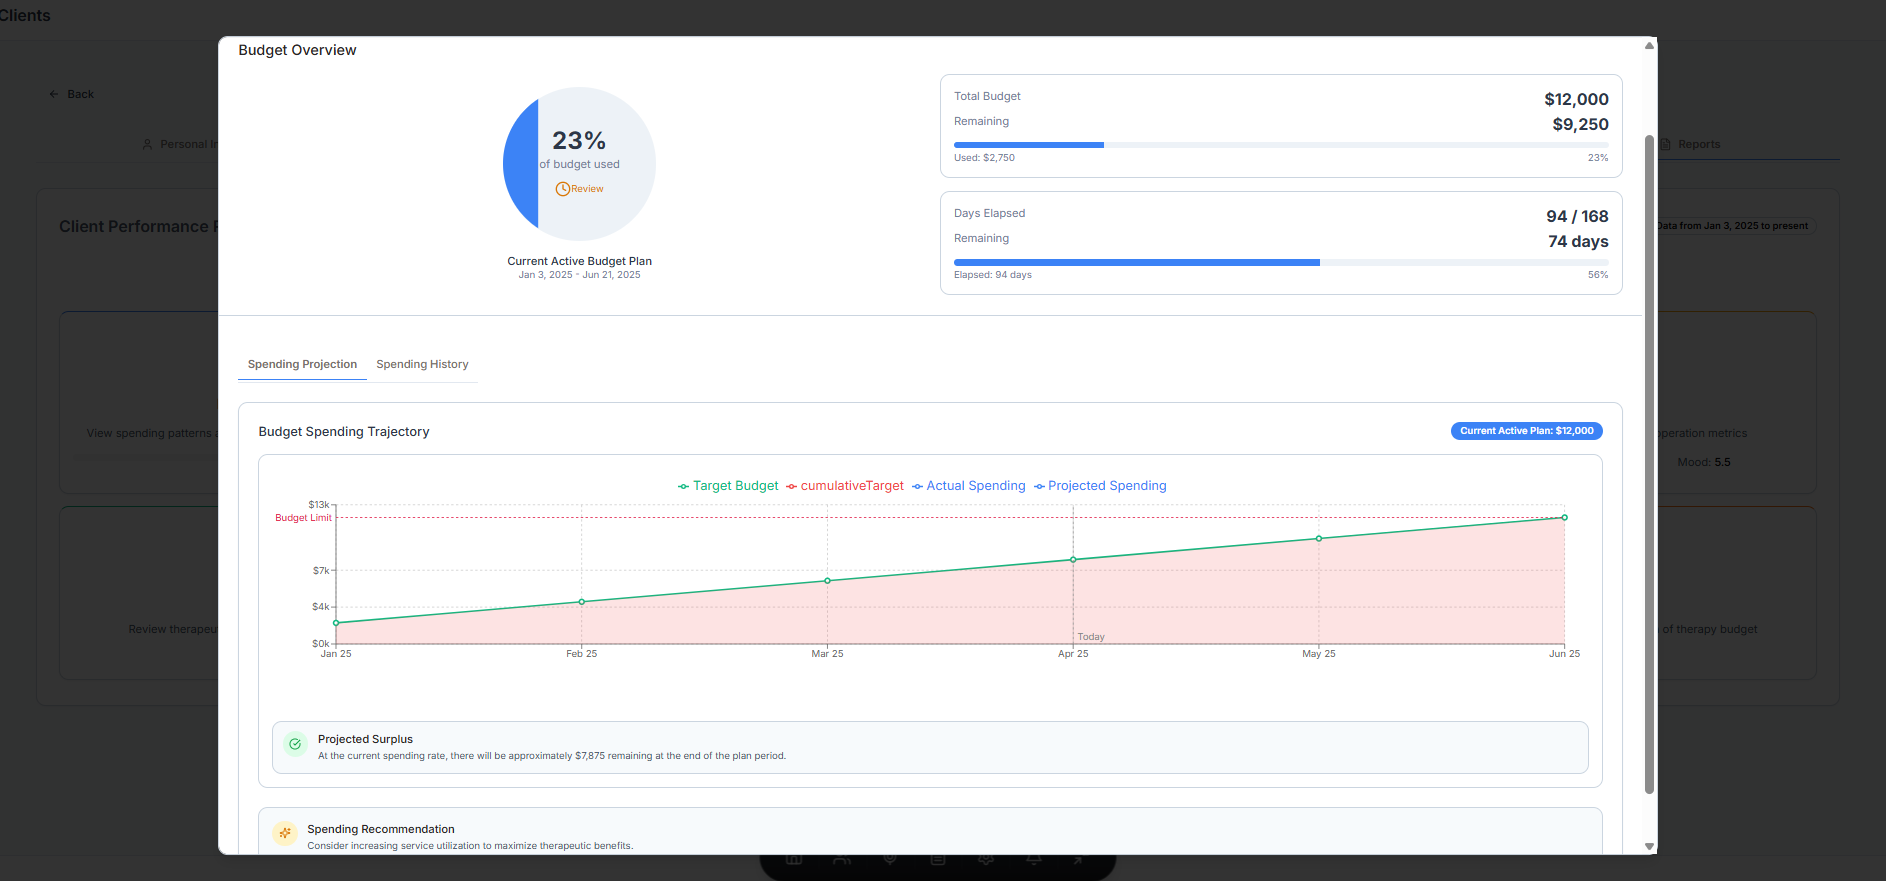 Clients
Back
Personal In
Reports
Client Performance
Data from Jan 3, 2025 to present
View spending patterns a
operation metrics
Mood: 5.5
Review therapeu
of therapy budget
Budget Overview
23%
of budget used
Review
Current Active Budget Plan
Jan 3, 2025 - Jun 21, 2025
Total Budget
$12,000
Remaining
$9,250
Used: $2,750
23%
Days Elapsed
94 / 168
Remaining
74 days
Elapsed: 94 days
56%
Spending Projection
Spending History
Budget Spending Trajectory
Current Active Plan: $12,000
Target Budget
cumulativeTarget
Actual Spending
Projected Spending
$13k
Budget Limit
$7k
$4k
$0k
Today
Jan 25
Feb 25
Mar 25
Apr 25
May 25
Jun 25
Projected Surplus
At the current spending rate, there will be approximately $7,875 remaining at the end of the plan period.
Spending Recommendation
Consider increasing service utilization to maximize therapeutic benefits.